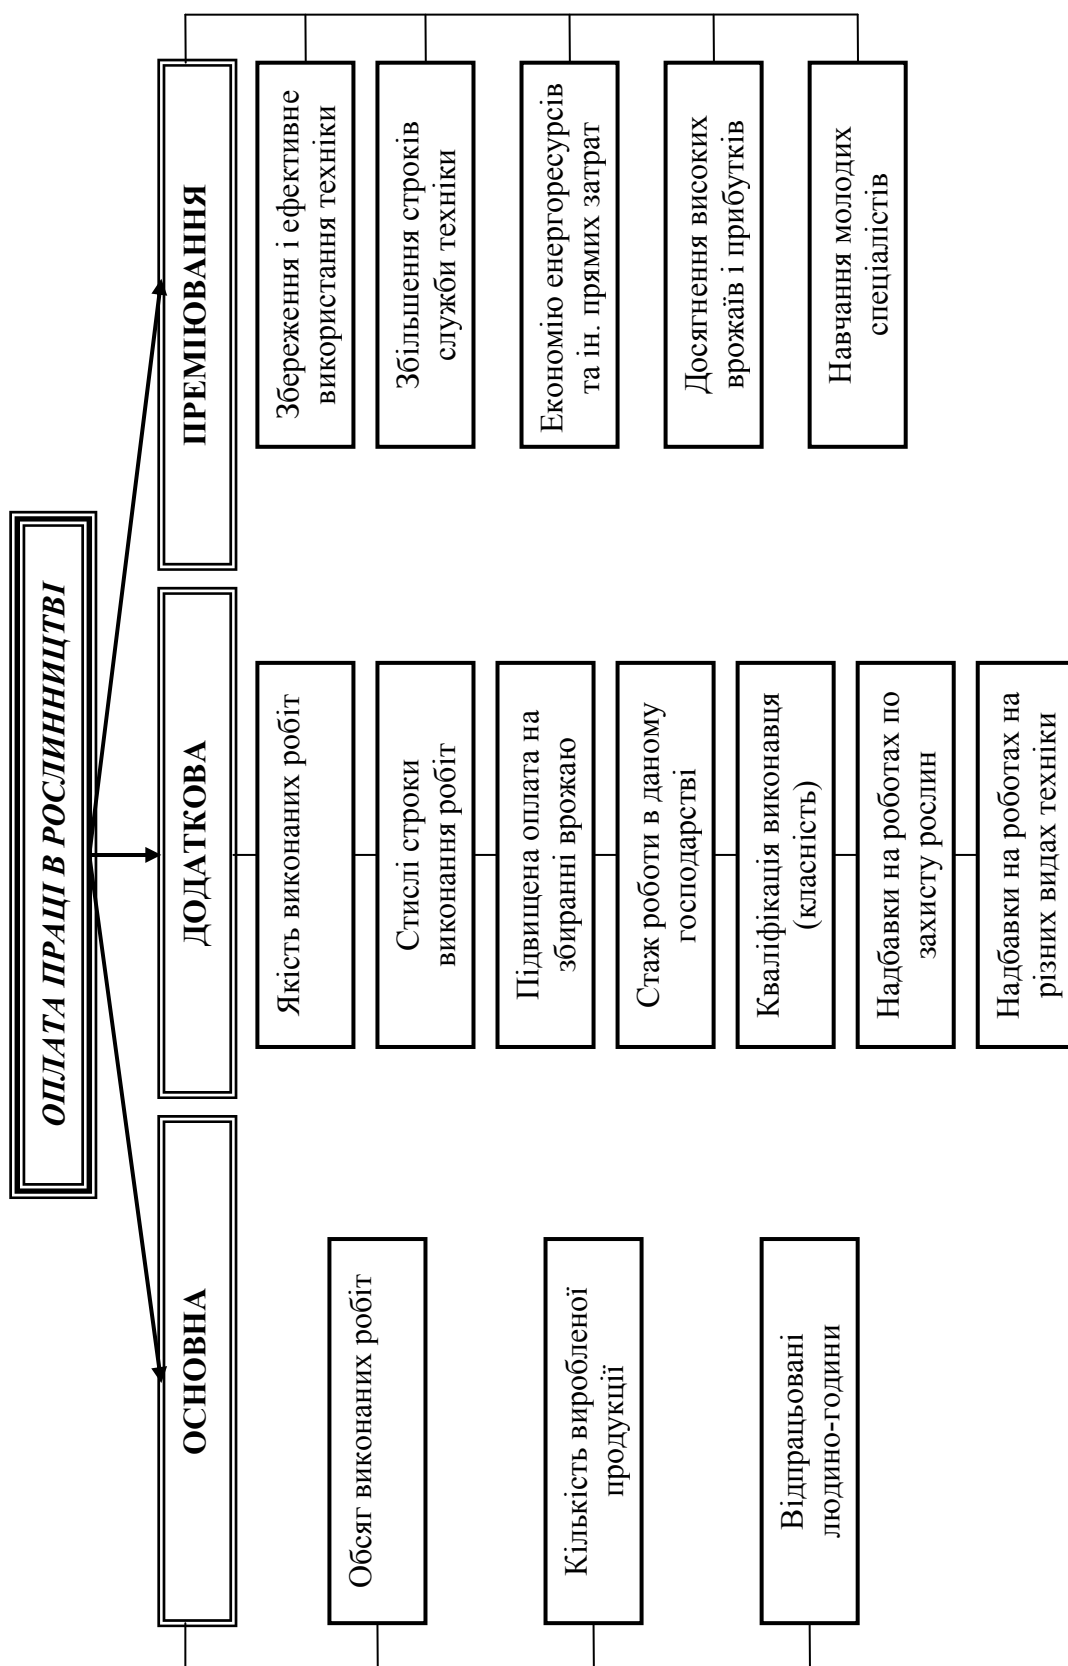 ОПЛАТА ПРАЦІ В РОСЛИННИЦТВІ
ОСНОВНА
Обсяг виконаних робіт
Кількість виробленої
продукції
Відпрацьовані
людино-години
ДОДАТКОВА
Якість виконаних робіт
Стислі строки
виконання робіт
Підвищена оплата на
збиранні врожаю
Стаж роботи в даному
господарстві
Кваліфікація виконавця
(класність)
Надбавки на роботах по
захисту рослин
Надбавки на роботах на
різних видах техніки
ПРЕМІЮВАННЯ
Збереження і ефективне
використання техніки
Збільшення строків
служби техніки
Економію енергоресурсів
та ін. прямих затрат
Досягнення високих
врожаїв і прибутків
Навчання молодих
спеціалістів